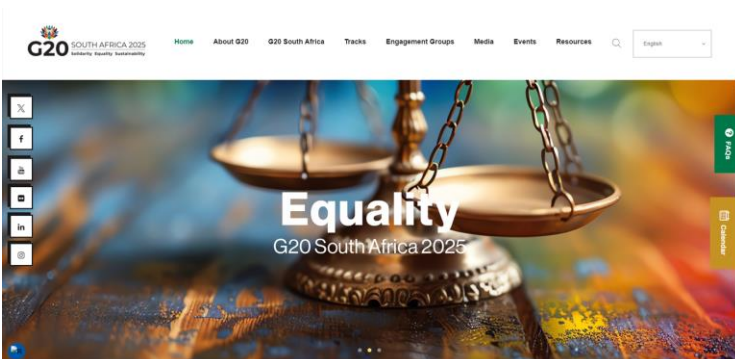 G20 SOUTH AFRICA 2025
Solidarity Equality Sustainability
Home About G20 G20 South Africa Tracks Engagement Groups Media Events Resources English
FAQs
Calendar
Equality
G20 South Africa 2025